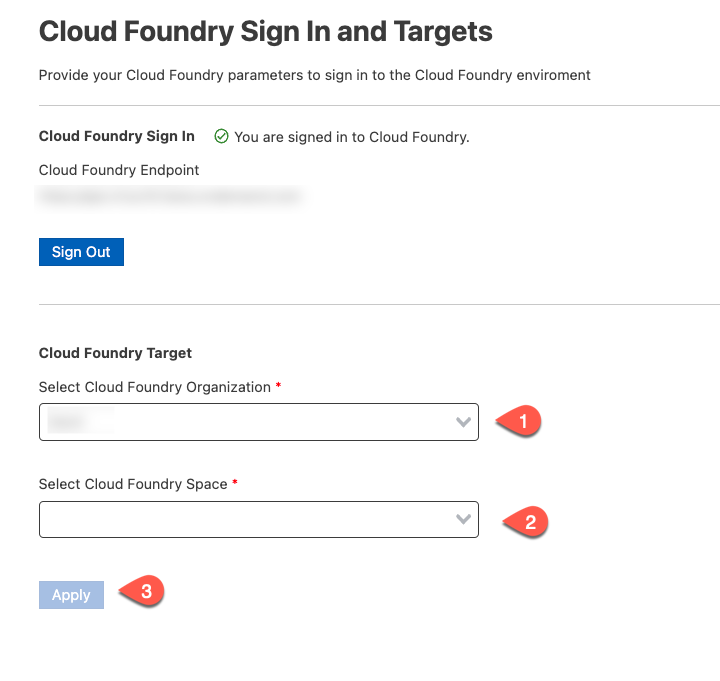 Cloud Foundry Sign In and Targets
Provide your Cloud Foundry parameters to sign in to the Cloud Foundry enviroment
Cloud Foundry Sign In You are signed in to Cloud Foundry.
Cloud Foundry Endpoint
Sign Out
Cloud Foundry Target
Select Cloud Foundry Organization *
1
Select Cloud Foundry Space *
2
Apply 3